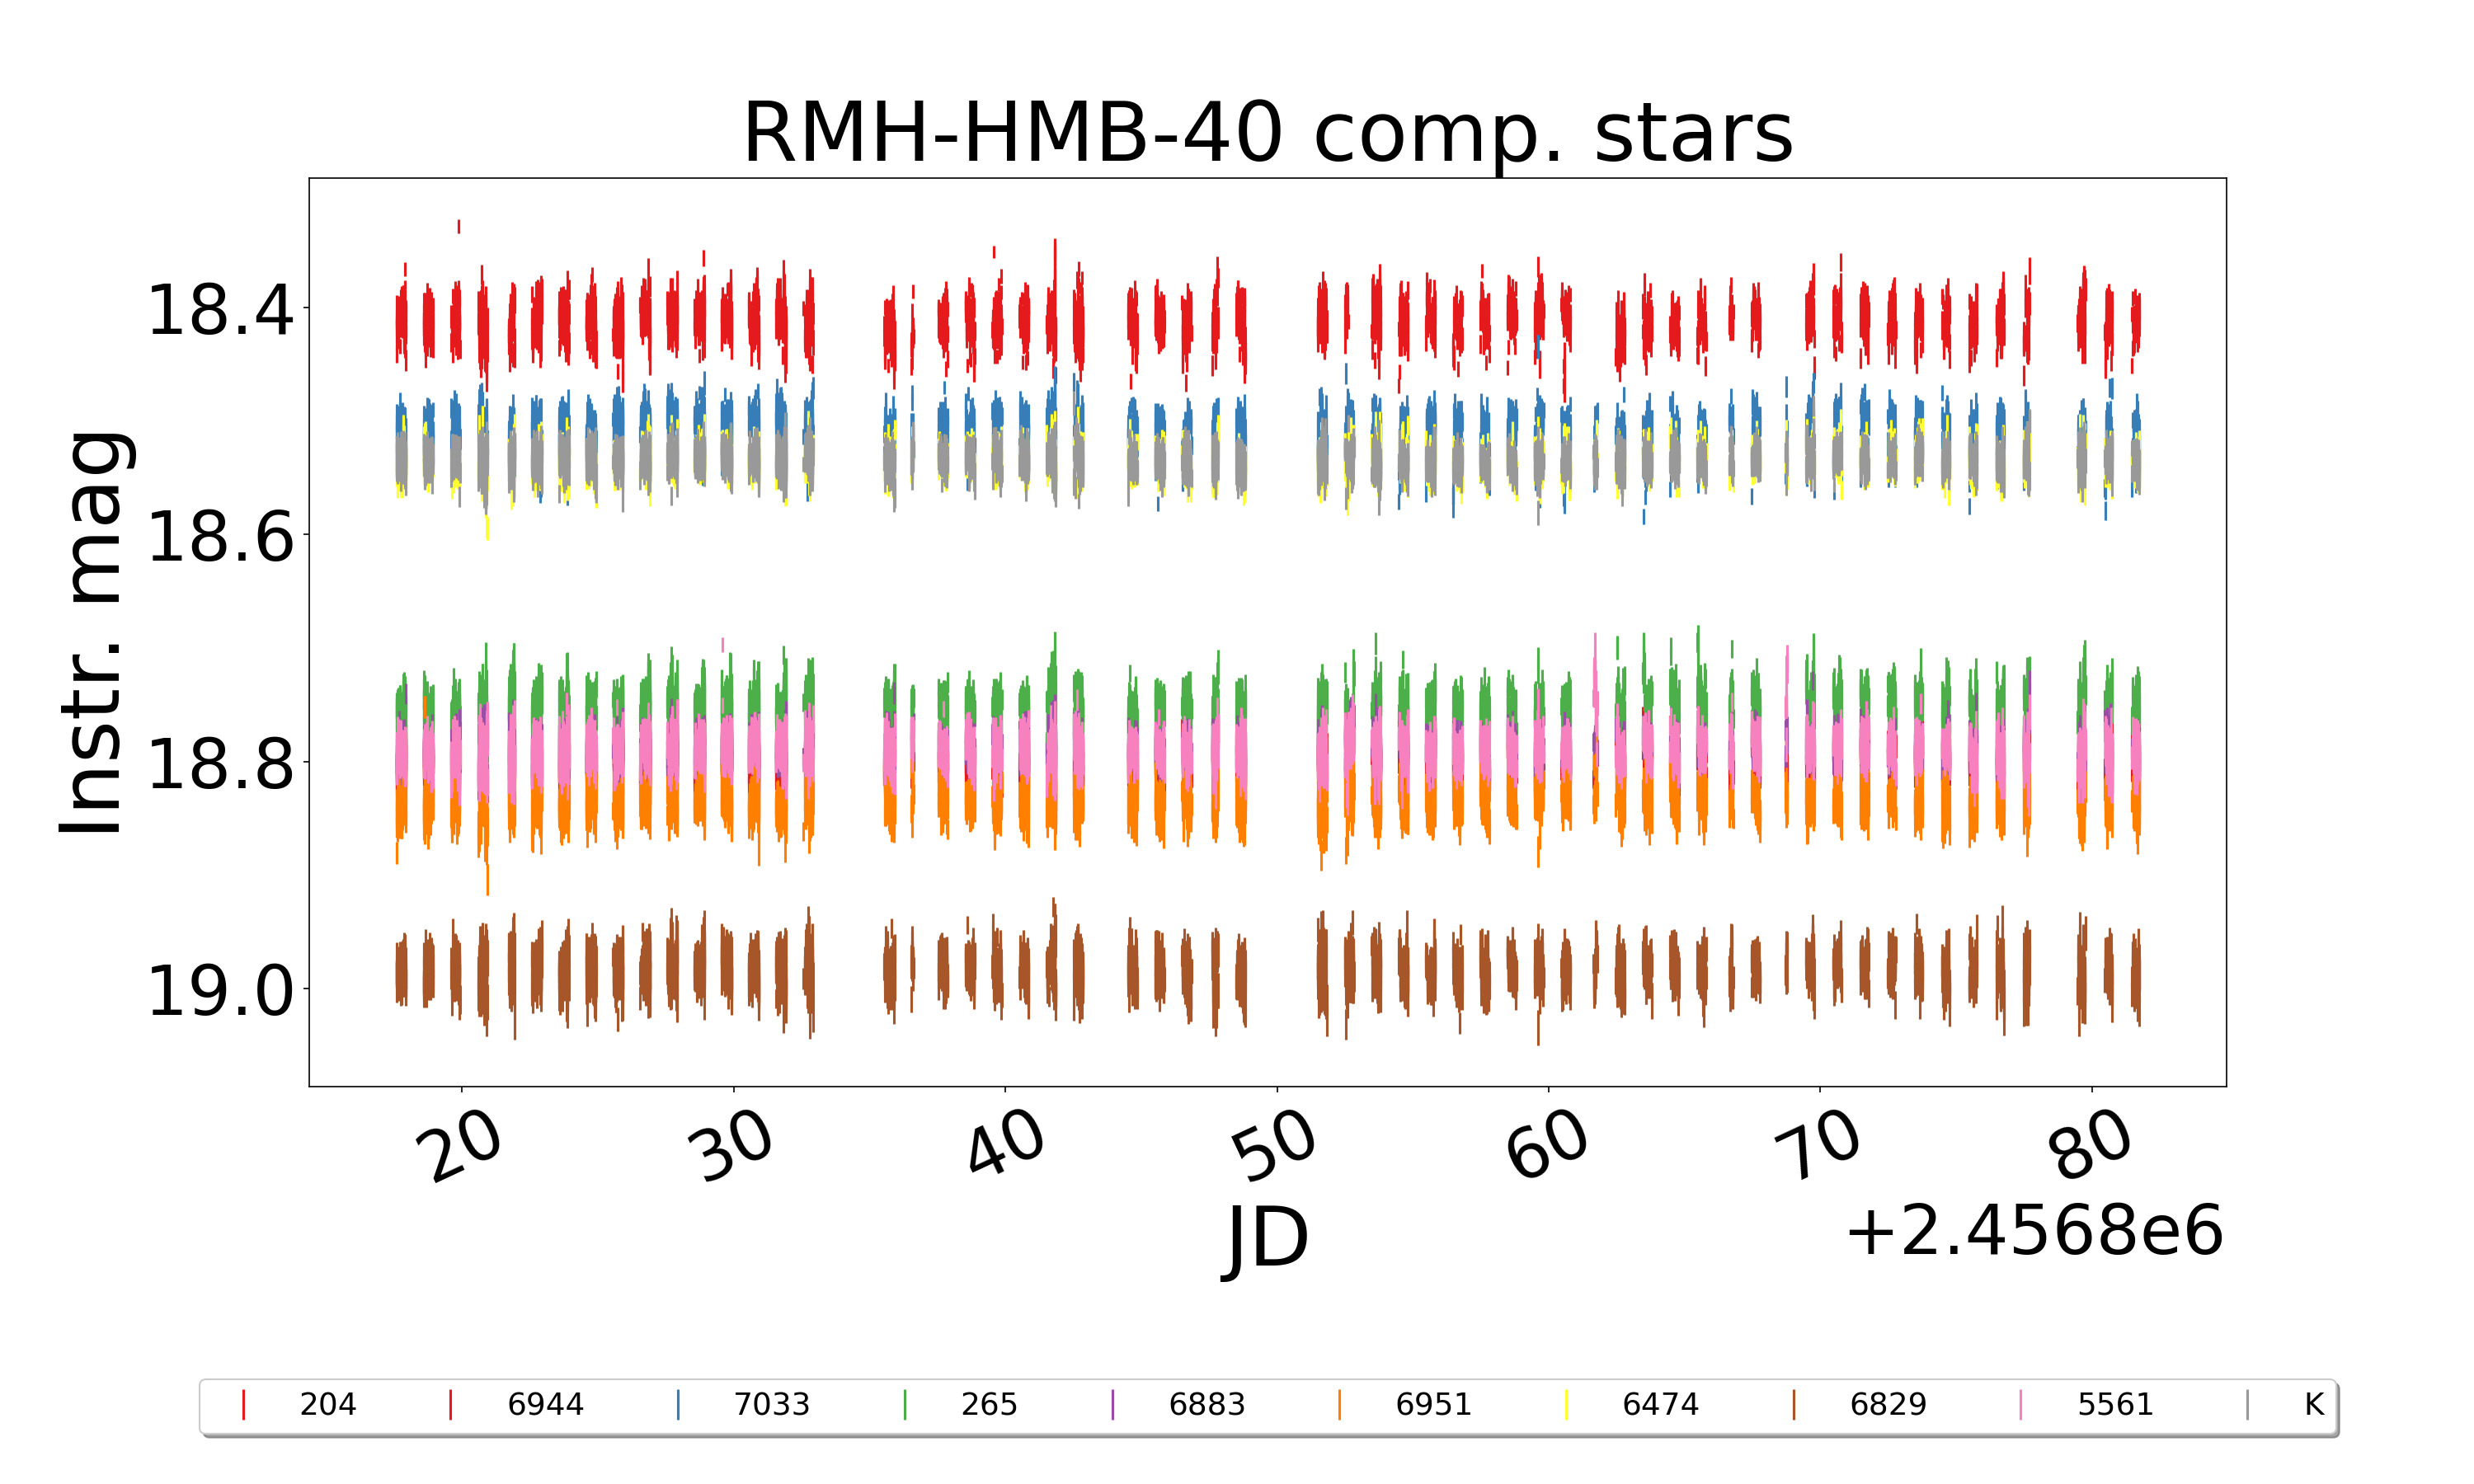 RMH-HMB-40 comp. stars
Instr. mag
18.4
18.6
18.8
19.0
20 30 40 50 60 70 80
JD
+2.4568e6
204 6944 7033 265 6883 6951 6474 6829 5561 K